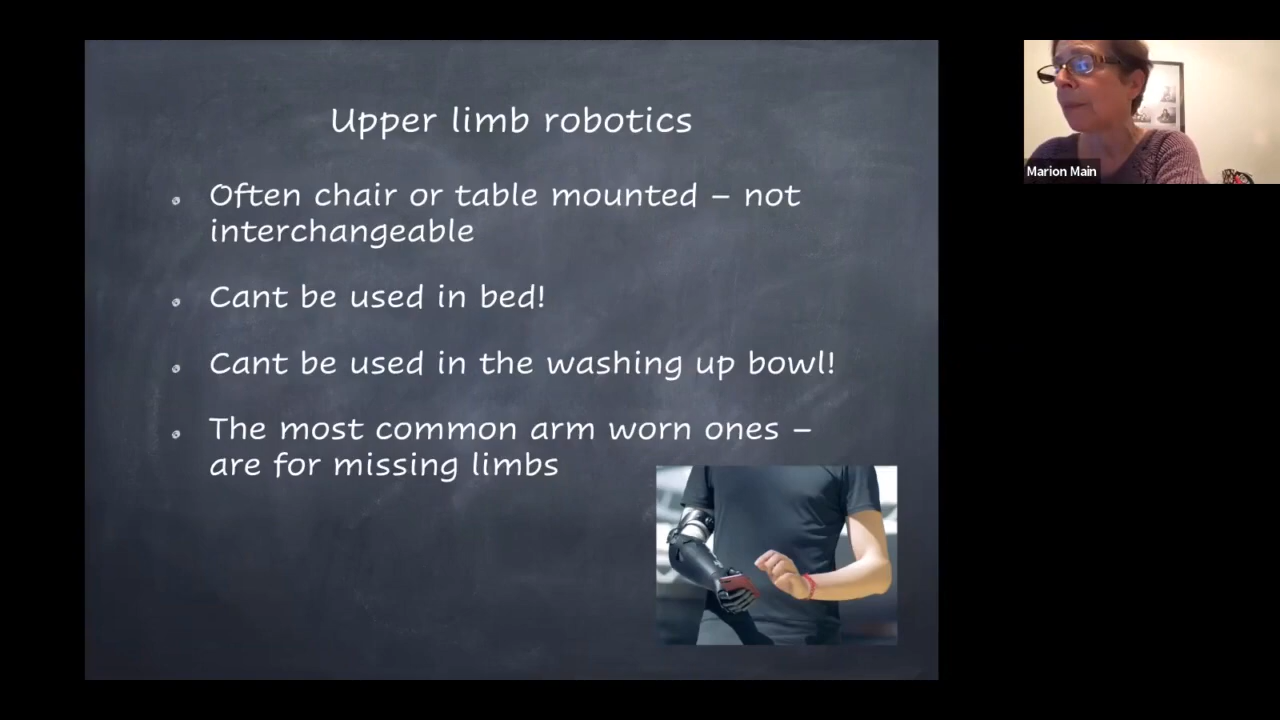 Upper limb robotics
Often chair or table mounted – not
interchangeable
Cant be used in bed!
Cant be used in the washing up bowl!
The most common arm worn ones –
are for missing limbs
Marion Main